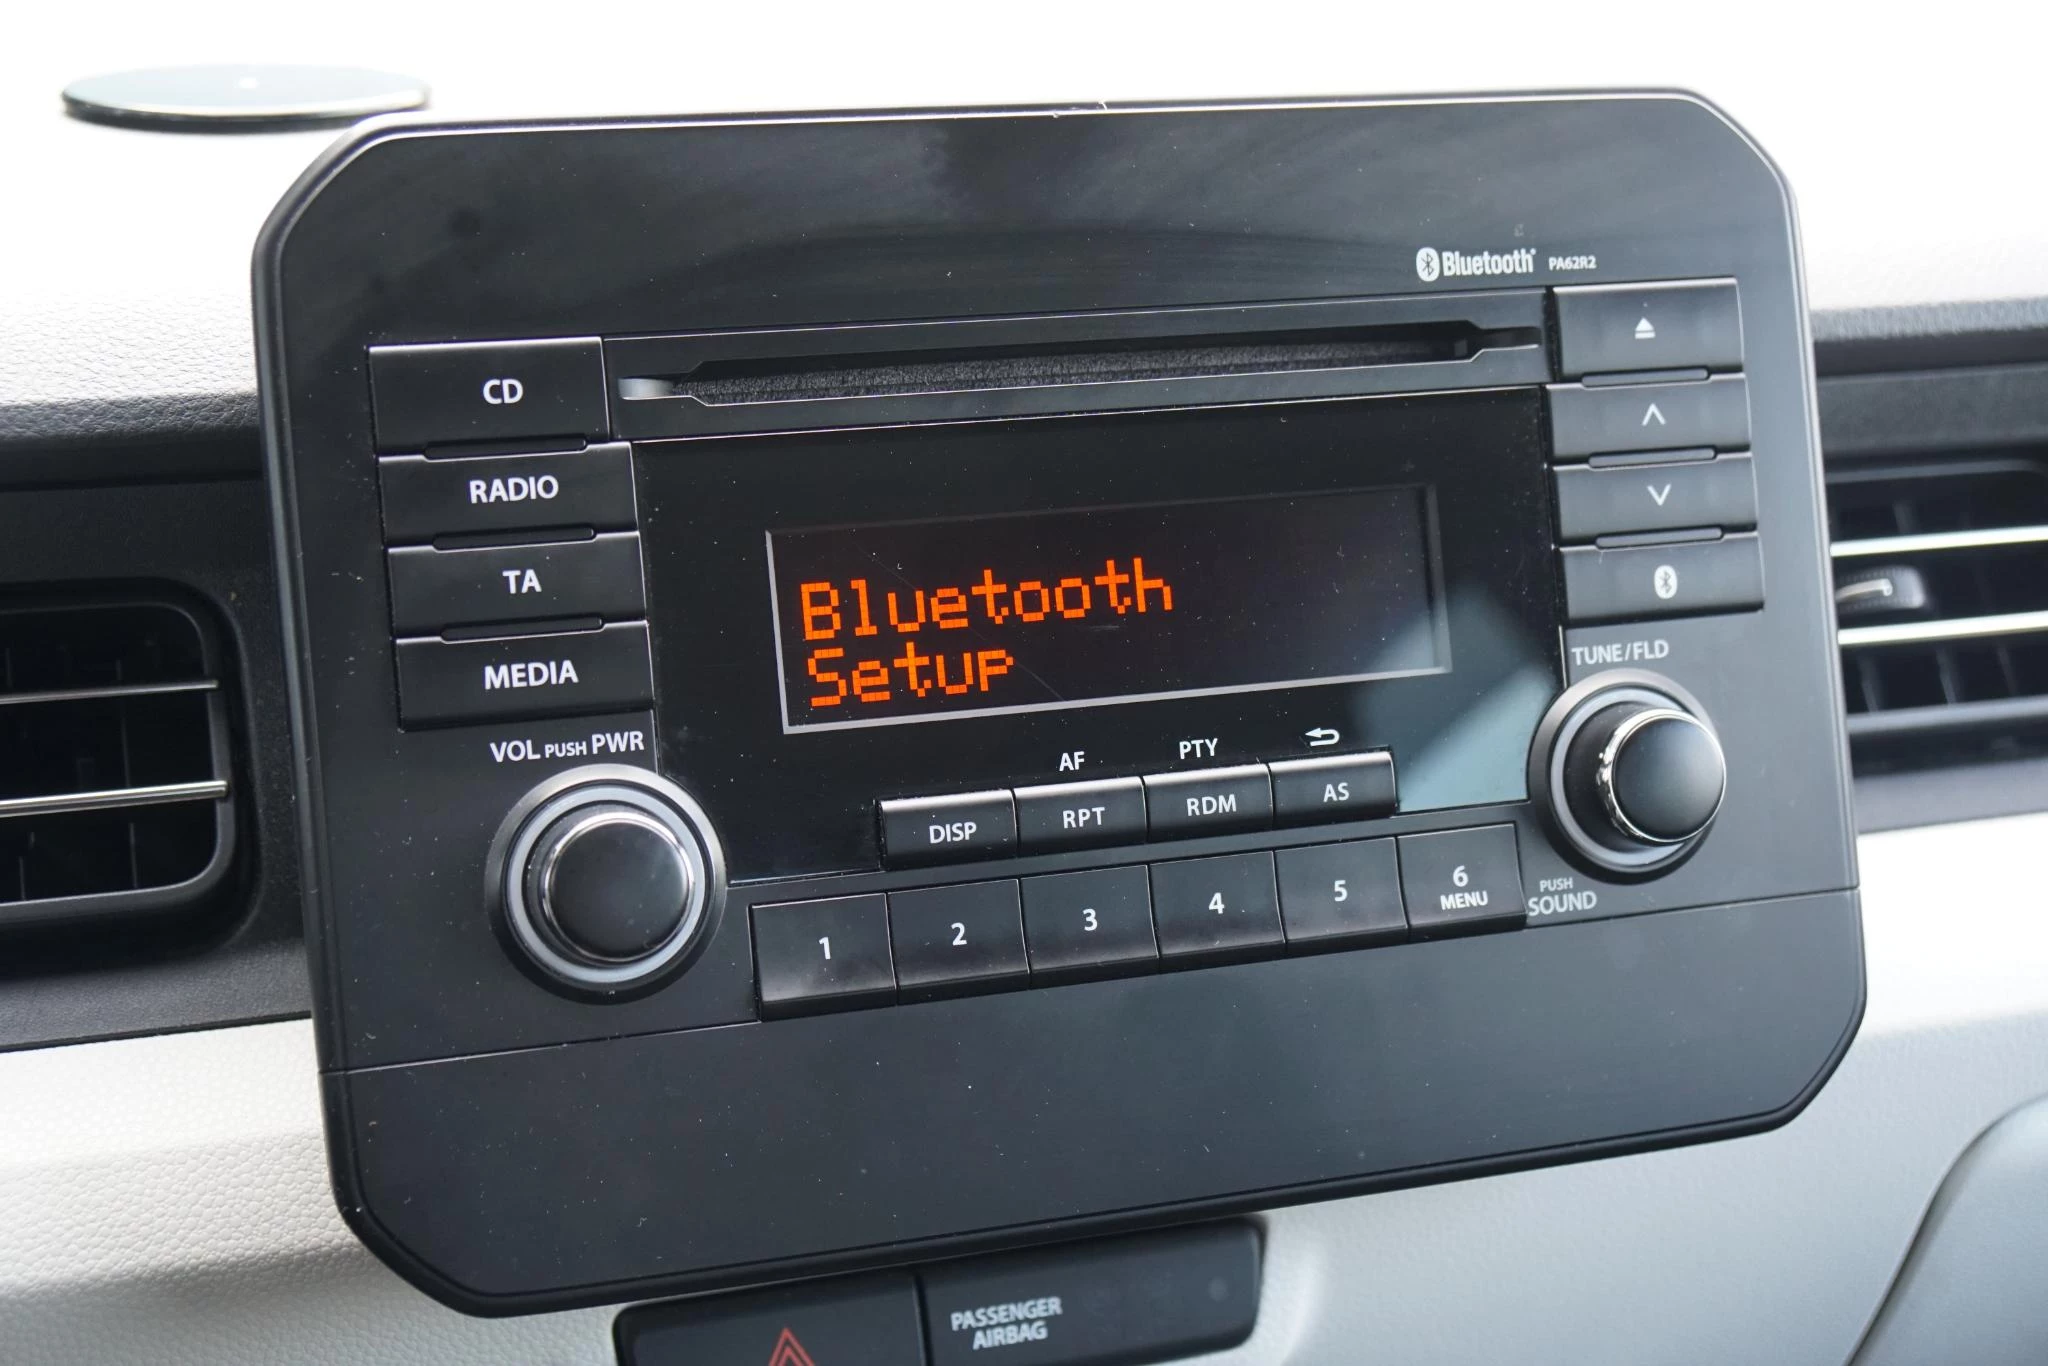 Bluetooth® PA62R2
CD
RADIO
TA
MEDIA
VOL PUSH PWR
Bluetooth
Setup
TUNE/FLD
AF
PTY
DISP
RPT
RDM
AS
1
2
3
4
5
6
MENU
PUSH
SOUND
PASSENGER
AIRBAG